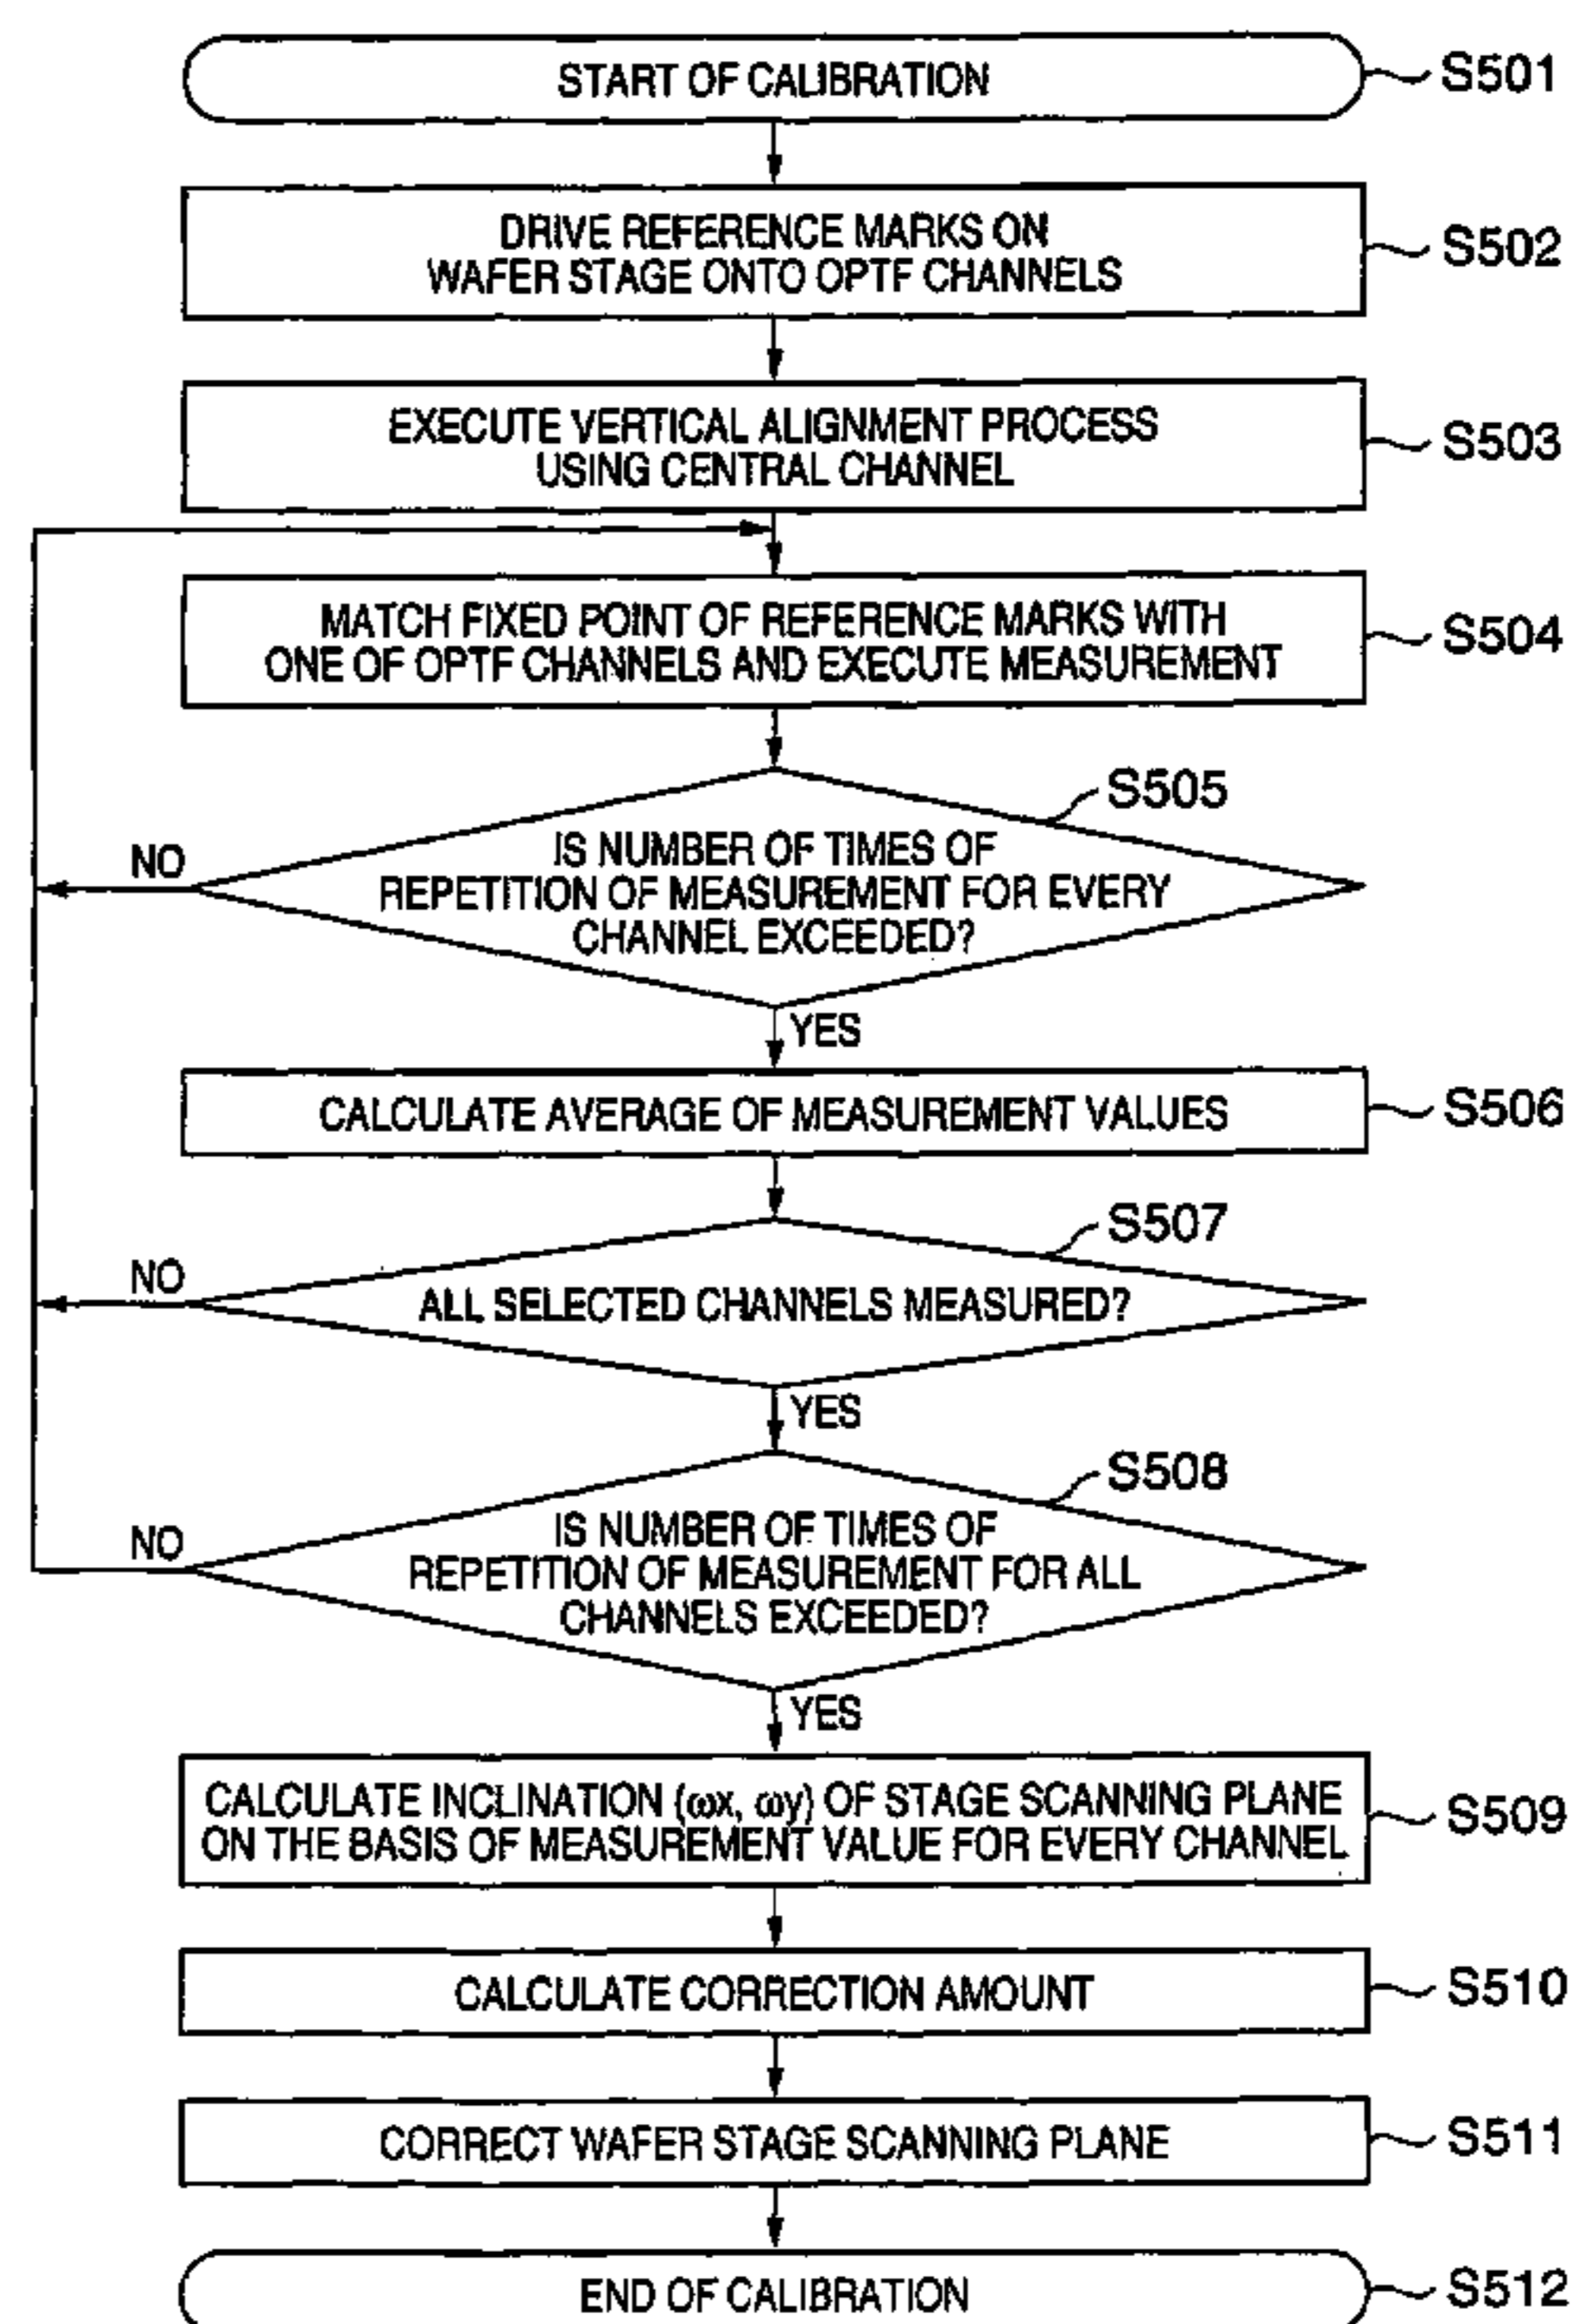 START OF CALIBRATION
S501
DRIVE REFERENCE MARKS ON
WAFER STAGE ONTO OPTF CHANNELS
S502
EXECUTE VERTICAL ALIGNMENT PROCESS
USING CENTRAL CHANNEL
S503
MATCH FIXED POINT OF REFERENCE MARKS WITH
ONE OF OPTF CHANNELS AND EXECUTE MEASUREMENT
S504
S505
IS NUMBER OF TIMES OF
REPETITION OF MEASUREMENT FOR EVERY
CHANNEL EXCEEDED?
NO
YES
CALCULATE AVERAGE OF MEASUREMENT VALUES
S506
S507
ALL SELECTED CHANNELS MEASURED?
NO
YES
S508
IS NUMBER OF TIMES OF
REPETITION OF MEASUREMENT FOR ALL
CHANNELS EXCEEDED?
NO
YES
CALCULATE INCLINATION (ωx, ωy) OF STAGE SCANNING PLANE
ON THE BASIS OF MEASUREMENT VALUE FOR EVERY CHANNEL
S509
CALCULATE CORRECTION AMOUNT
S510
CORRECT WAFER STAGE SCANNING PLANE
S511
END OF CALIBRATION
S512